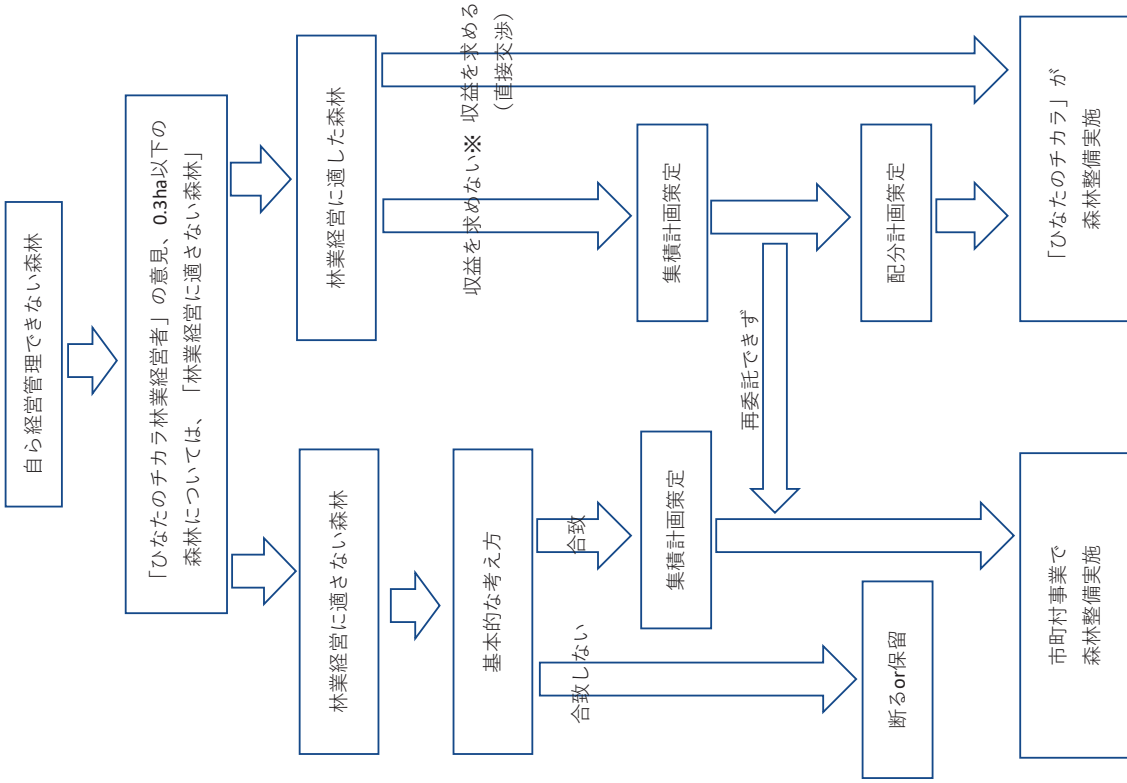 自ら経営管理できない森林
「ひなたのチカラ林業経営者」の意見、0.3ha以下の
森林については、「林業経営に適さない森林」
林業経営に適さない森林
林業経営に適した森林
基本的な考え方
合致しない
合致
収益を求めない※
収益を求める
（直接交渉）
集積計画策定
集積計画策定
再委託できず
断るor保留
配分計画策定
市町村事業で
森林整備実施
「ひなたのチカラ」が
森林整備実施